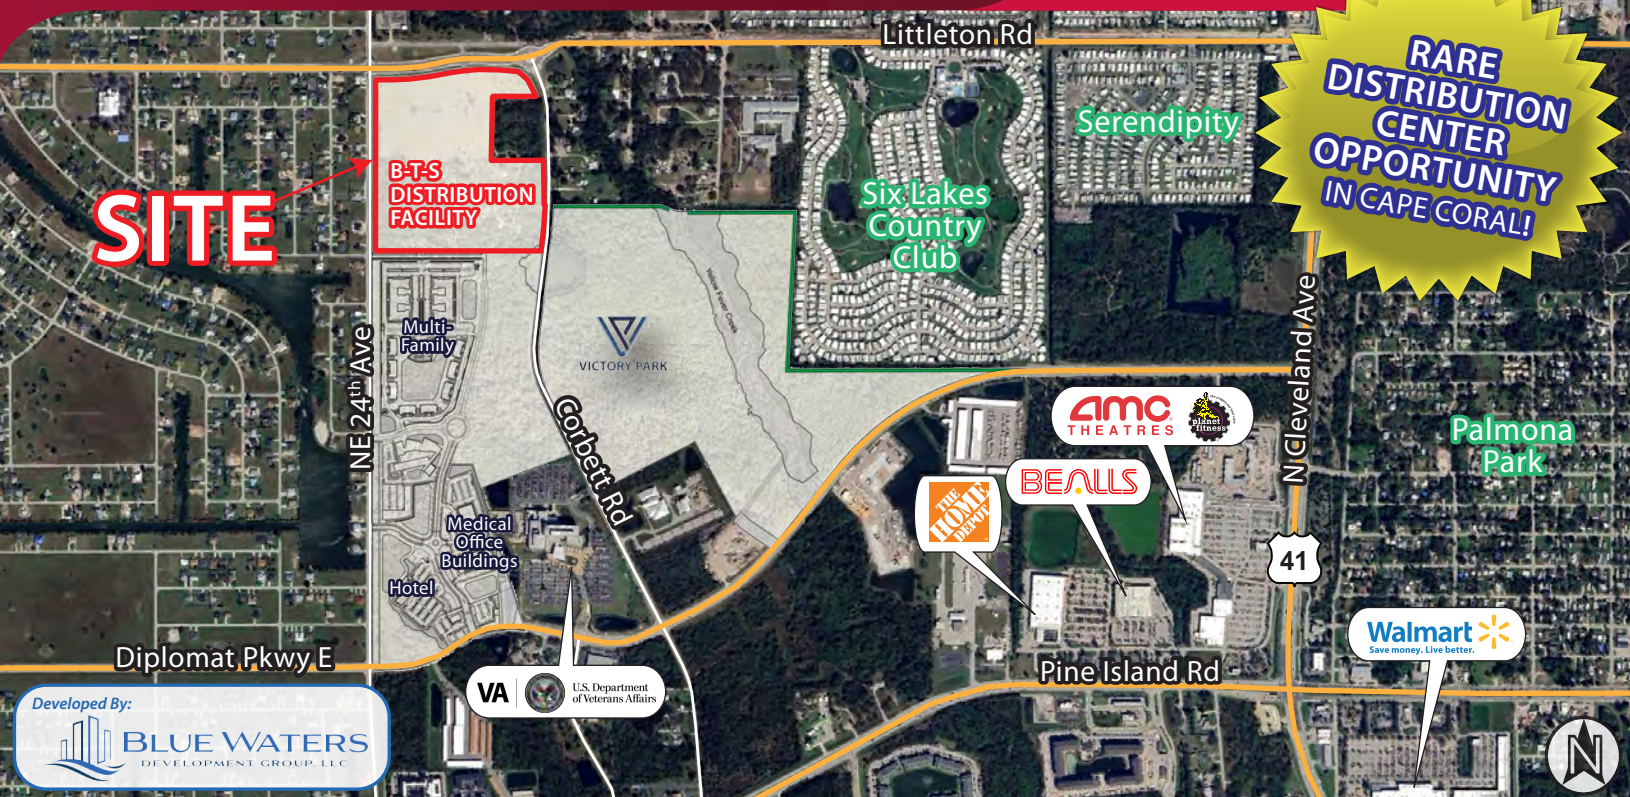 Littleton Rd
RARE
DISTRIBUTION
CENTER
OPPORTUNITY
IN CAPE CORAL!
Serendipity
B-T-S
DISTRIBUTION
FACILITY
SITE
Six Lakes
Country
Club
Yellow Fever Creek
Multi-
Family
VICTORY PARK
NE 24th Ave
Corbett Rd
N Cleveland Ave
amc
THEATRES
planet
fitness
BEALLS
THE
HOME
DEPOT
Palmona
Park
41
Medical
Office
Buildings
Hotel
Walmart
Save money. Live better.
Diplomat Pkwy E
Pine Island Rd
VA
U.S. Department
of Veterans Affairs
Developed By:
BLUE WATERS
DEVELOPMENT GROUP, LLC
N